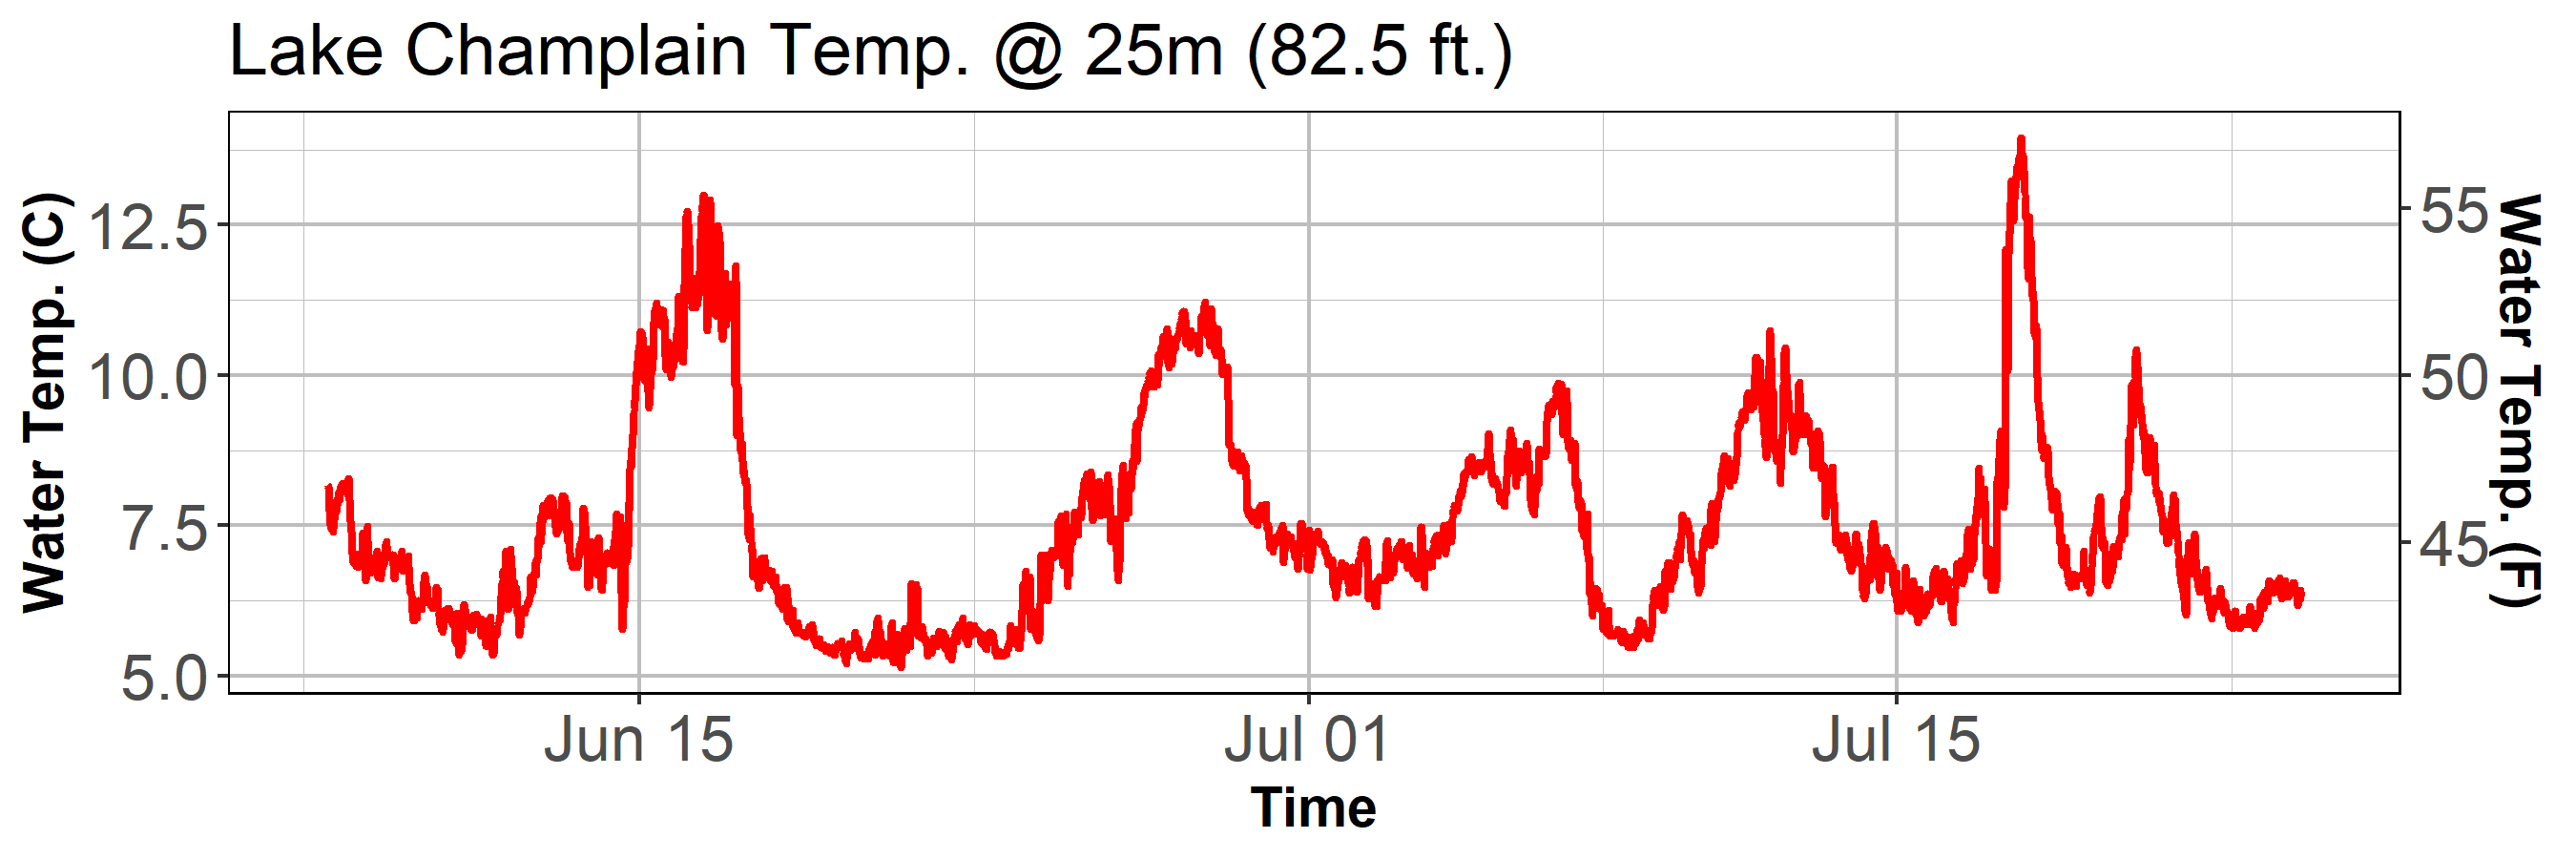 Lake Champlain Temp. @ 25m (82.5 ft.)
Water Temp. (C)
12.5
10.0
7.5
5.0
55
50
45
Water Temp. (F)
Jun 15
Jul 01
Jul 15
Time